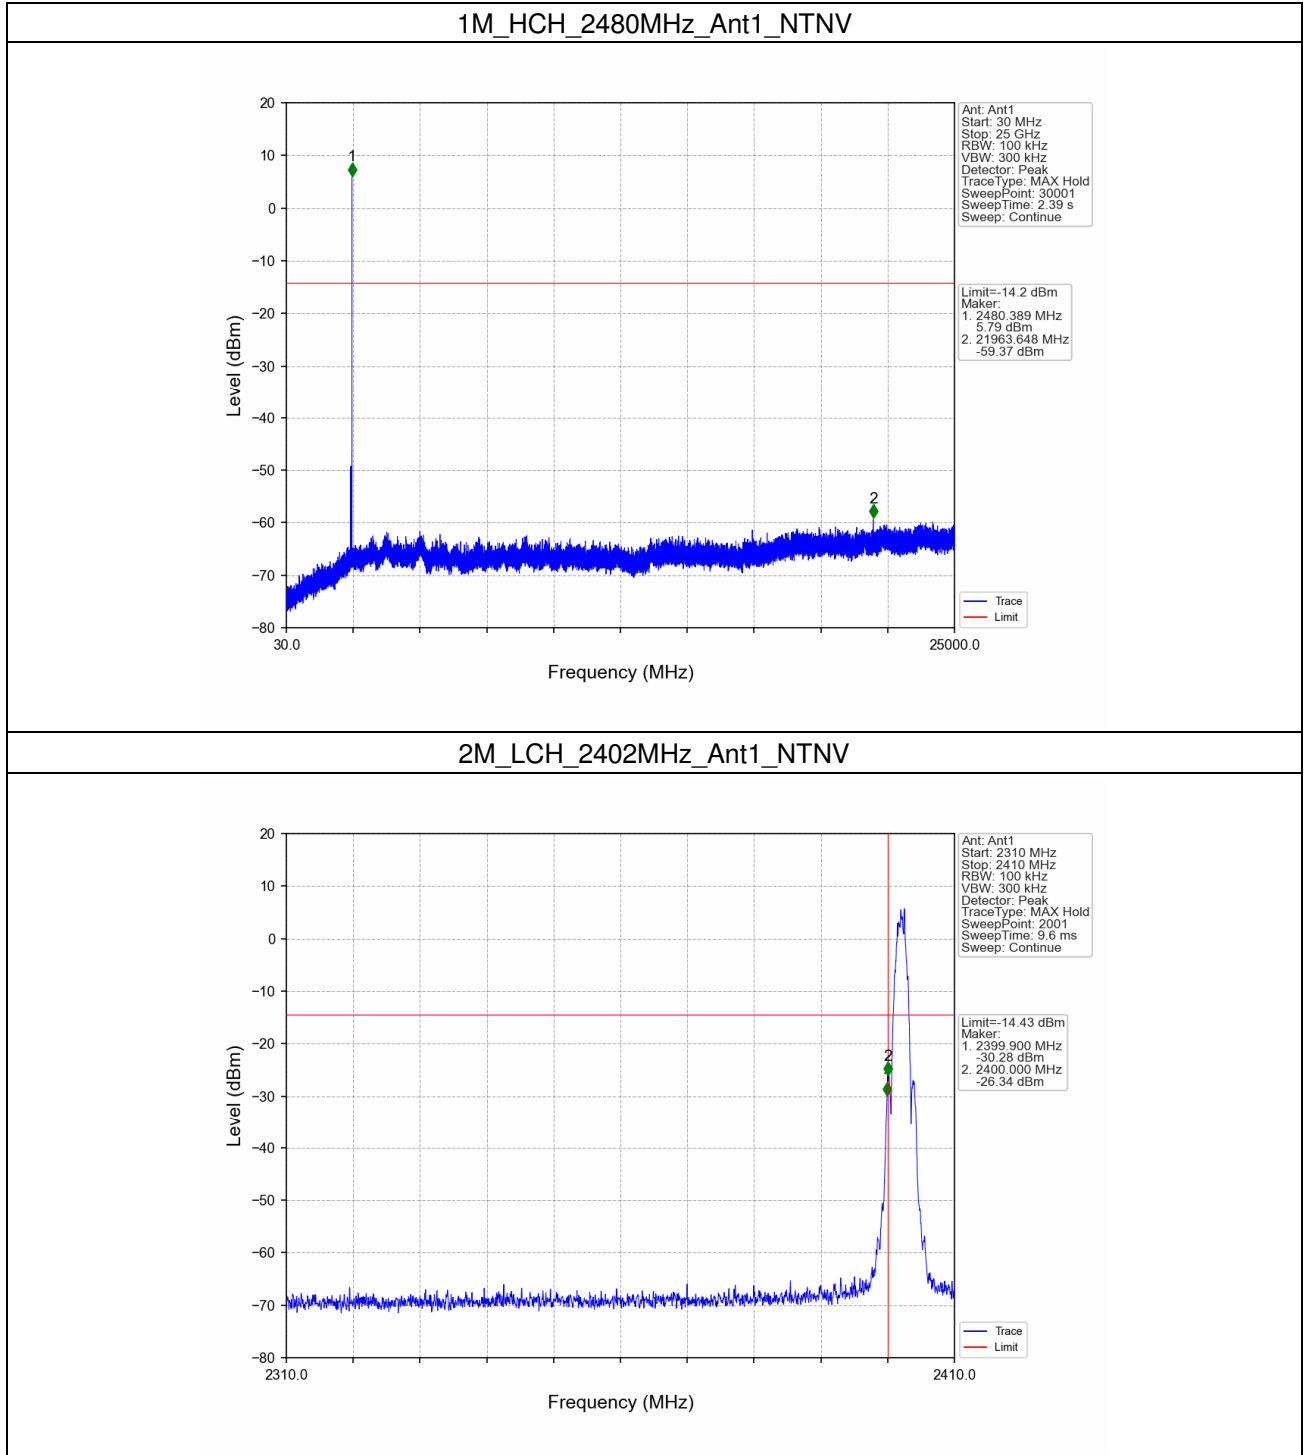 1M_HCH_2480MHz_Ant1_NTNV
20
10
0
−10
−20
−30
−40
−50
−60
−70
−80
Level (dBm)
1
2
30.0
25000.0
Frequency (MHz)
Ant: Ant1
Start: 30 MHz
Stop: 25 GHz
RBW: 100 kHz
VBW: 300 kHz
Detector: Peak
TraceType: MAX Hold
SweepPoint: 30001
SweepTime: 2.39 s
Sweep: Continue
Limit=-14.2 dBm
Maker:
1. 2480.389 MHz
5.79 dBm
2. 21963.648 MHz
-59.37 dBm
Trace
Limit
2M_LCH_2402MHz_Ant1_NTNV
20
10
0
−10
−20
−30
−40
−50
−60
−70
−80
Level (dBm)
2
2310.0
2410.0
Frequency (MHz)
Ant: Ant1
Start: 2310 MHz
Stop: 2410 MHz
RBW: 100 kHz
VBW: 300 kHz
Detector: Peak
TraceType: MAX Hold
SweepPoint: 2001
SweepTime: 9.6 ms
Sweep: Continue
Limit=-14.43 dBm
Maker:
1. 2399.900 MHz
-30.28 dBm
2. 2400.000 MHz
-26.34 dBm
Trace
Limit